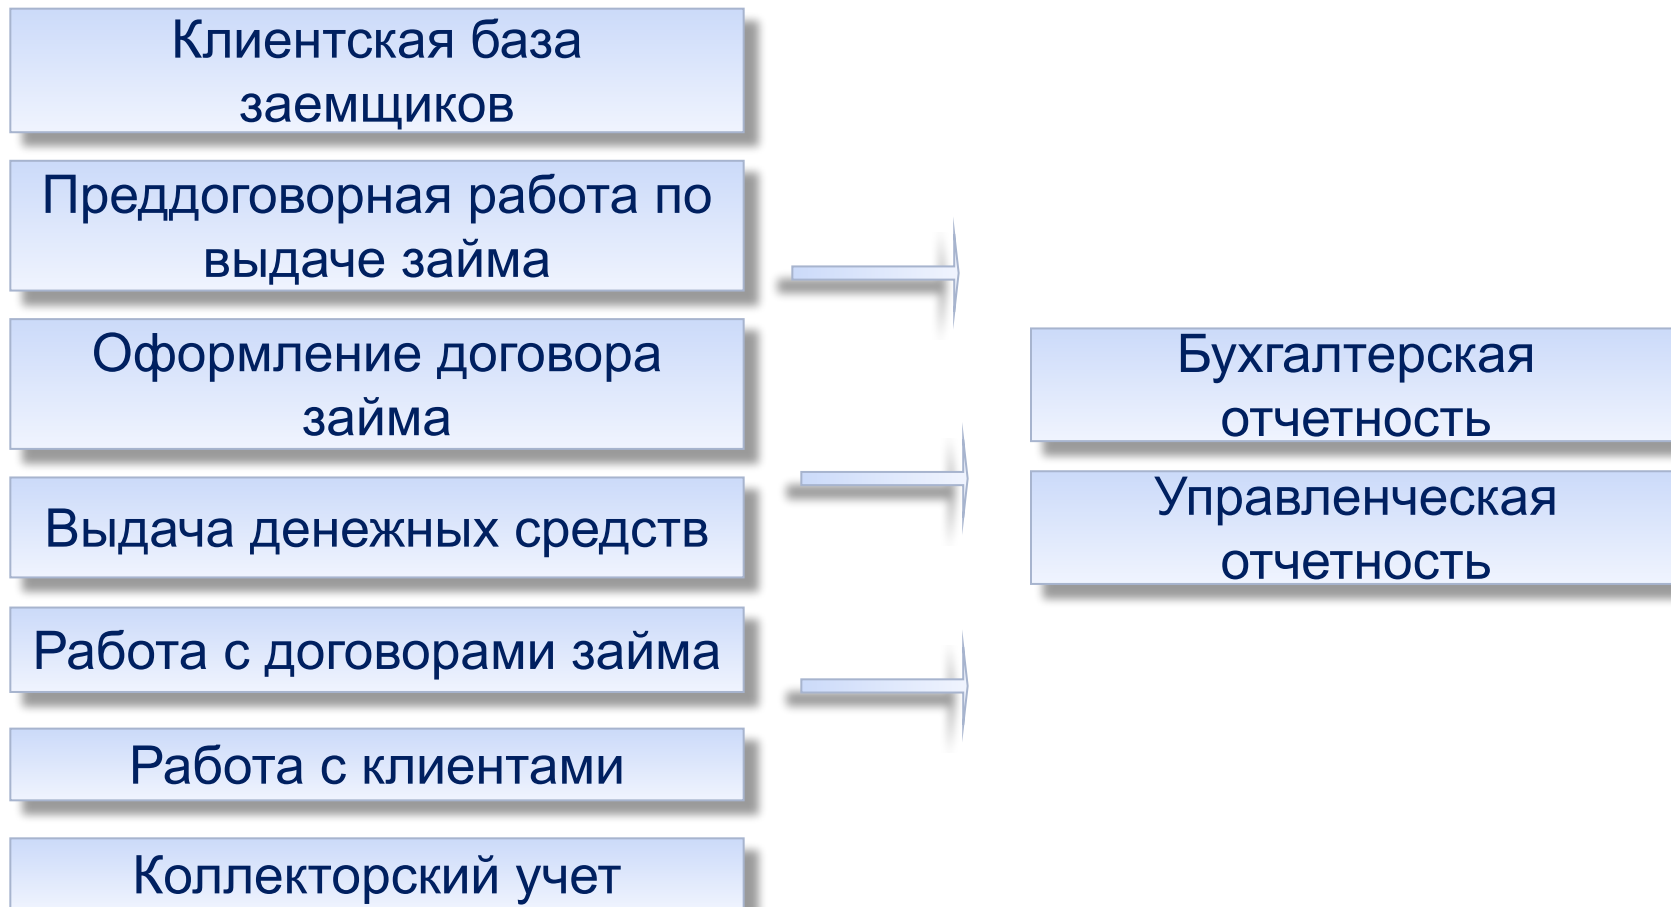 Клиентская база
заемщиков
Преддоговорная работа по
выдаче займа
Оформление договора
займа
Выдача денежных средств
Работа с договорами займа
Работа с клиентами
Коллекторский учет
Бухгалтерская
отчетность
Управленческая
отчетность